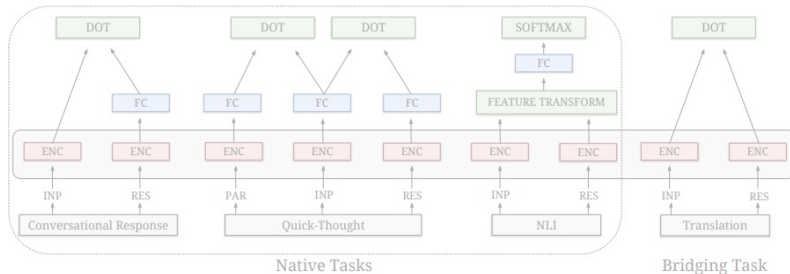 DOT DOT DOT SOFTMAX DOT
FC
FC FC FC FC FEATURE TRANSFORM
ENC ENC ENC ENC ENC ENC ENC ENC ENC
INP RES PAR INP RES INP RES INP RES
Conversational Response Quick-Thought NLI Translation
Native Tasks Bridging Task